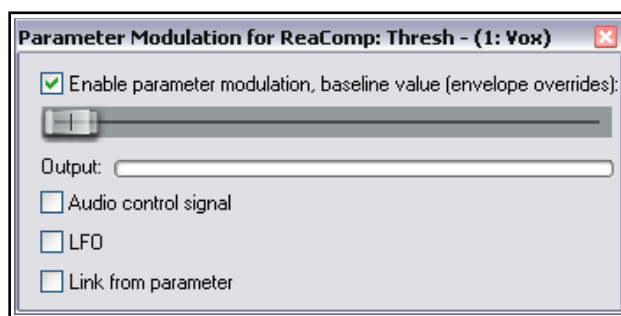 Parameter Modulation for ReaComp: Thresh - (1: Vox)
Enable parameter modulation, baseline value (envelope overrides):
Output:
Audio control signal
LFO
Link from parameter